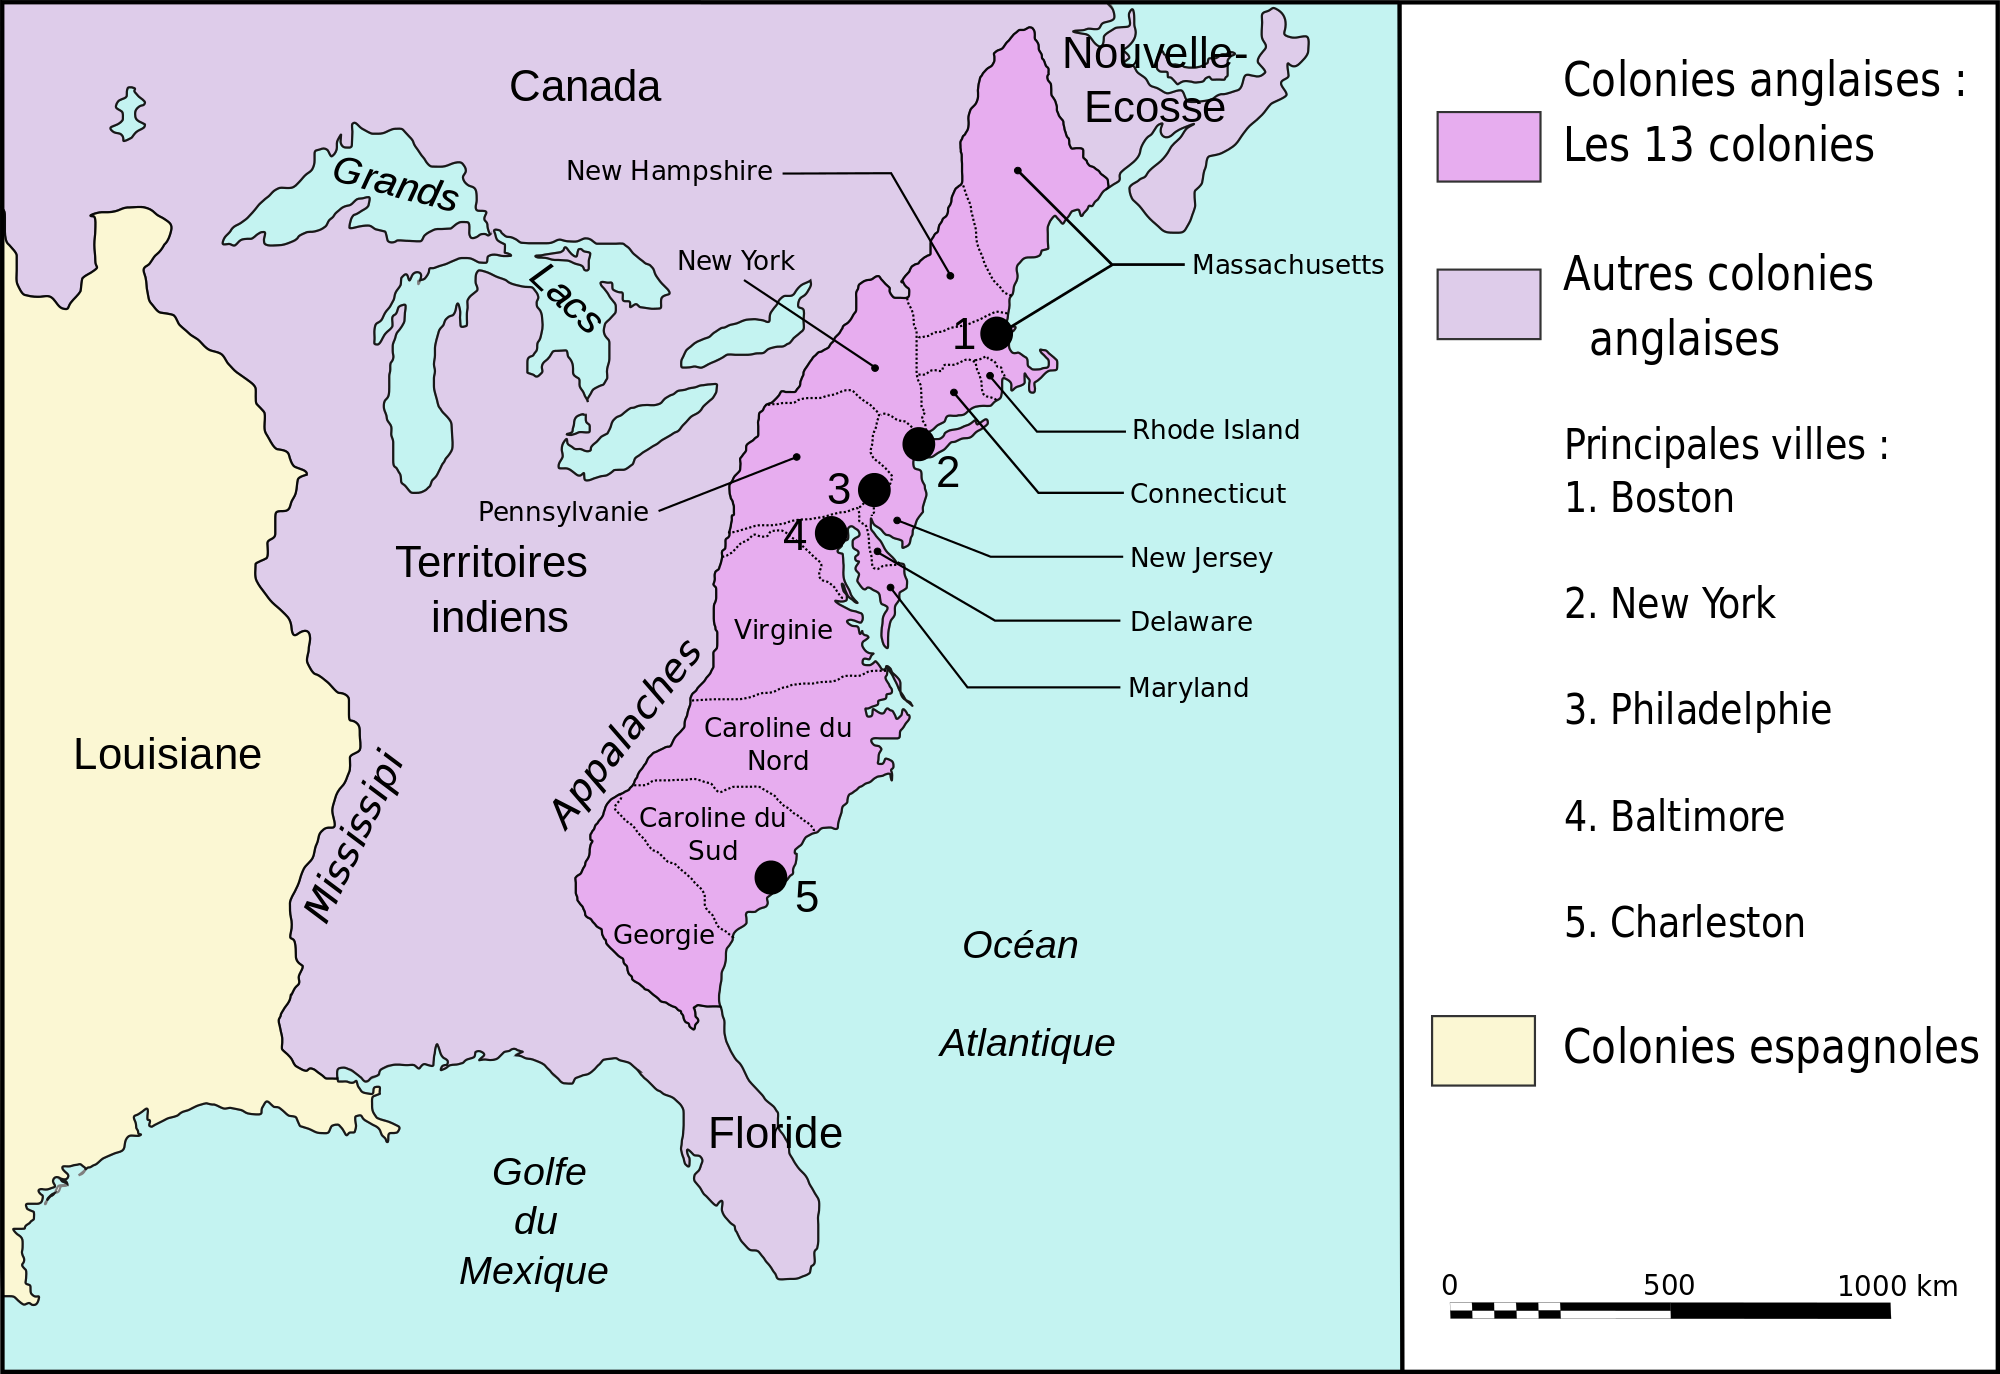 Canada
Nouvelle-
Ecosse
Grands
Lacs
New Hampshire
New York
Massachusetts
1
Rhode Island
2
Connecticut
3
Pennsylvanie
4
New Jersey
Territoires
indiens
Delaware
Virginie
Maryland
Appalaches
Caroline du
Nord
Louisiane
Mississipi
Caroline du
Sud
5
Georgie
Océan
Atlantique
Floride
Golfe
du
Mexique
Colonies anglaises :
Les 13 colonies
Autres colonies
anglaises
Principales villes :
1. Boston
2. New York
3. Philadelphie
4. Baltimore
5. Charleston
Colonies espagnoles
0 500 1000 km